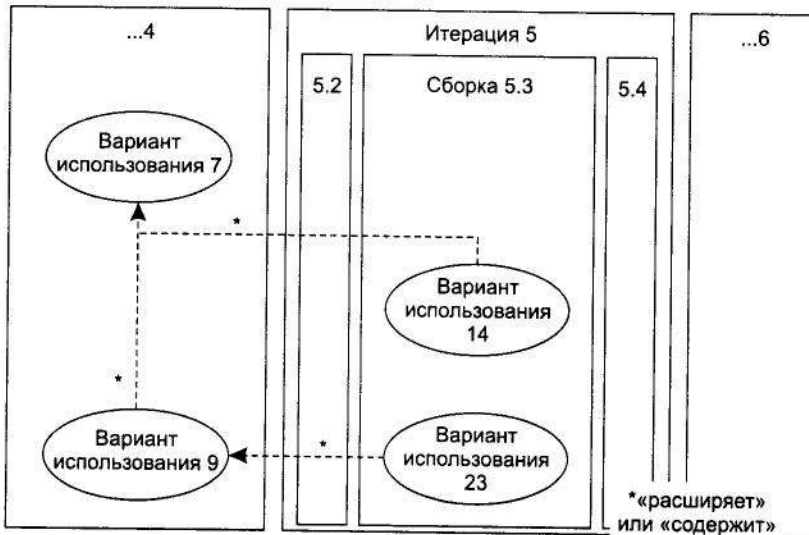 ...4
Итерация 5
...6
5.2
Сборка 5.3
5.4
Вариант
использования 7
*
Вариант
использования
14
*
Вариант
использования 9
*
Вариант
использования
23
*«расширяет»
или «содержит»